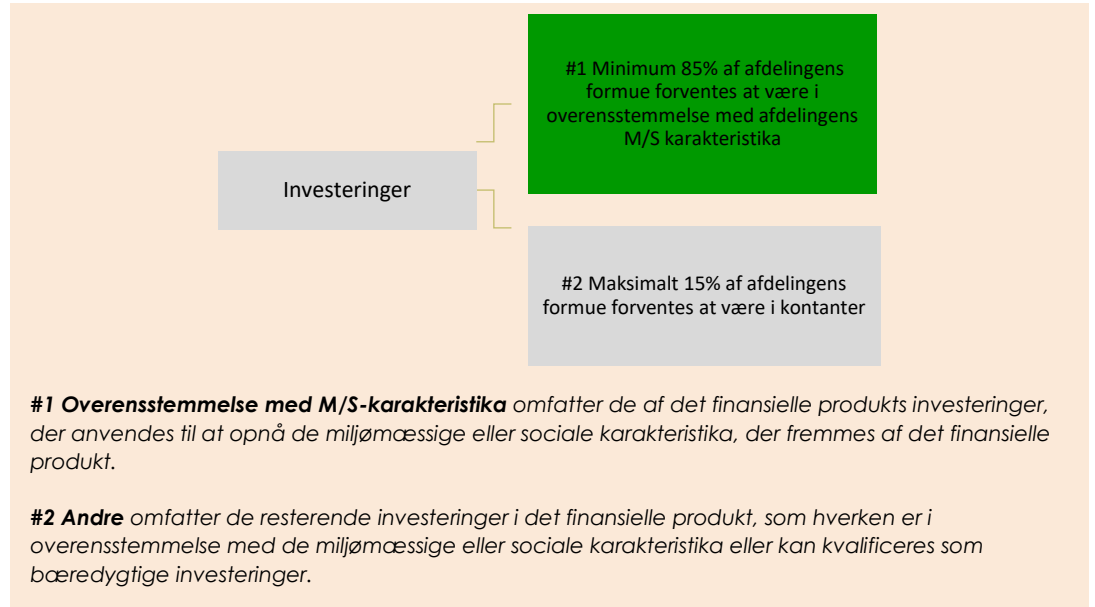 #1 Minimum 85% af afdelingens
formue forventes at være i
overensstemmelse med afdelingens
M/S karakteristika
Investeringer
#2 Maksimalt 15% af afdelingens
formue forventes at være i kontanter
#1 Overensstemmelse med M/S-karakteristika omfatter de af det finansielle produkts investeringer,
der anvendes til at opnå de miljømæssige eller sociale karakteristika, der fremmes af det finansielle
produkt.
#2 Andre omfatter de resterende investeringer i det finansielle produkt, som hverken er i
overensstemmelse med de miljømæssige eller sociale karakteristika eller kan kvalificeres som
bæredygtige investeringer.